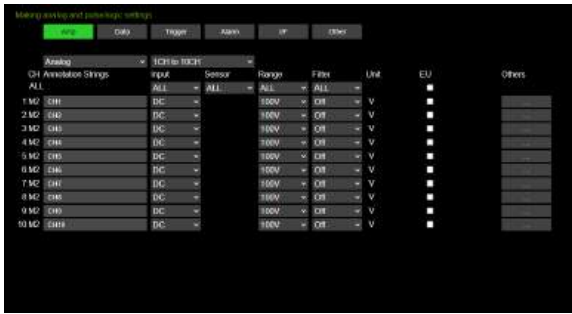 Making analog and pulse/logic settings
Amp Data Trigger Alarm I/F Other
Analog 1CH to 10CH
CH Annotation Strings Input Sensor Range Filter Unit EU Others
ALL ALL ALL ALL ALL
1 M2 CH1 DC 100V Off V ...
2 M2 CH2 DC 100V Off V ...
3 M2 CH3 DC 100V Off V ...
4 M2 CH4 DC 100V Off V ...
5 M2 CH5 DC 100V Off V ...
6 M2 CH6 DC 100V Off V ...
7 M2 CH7 DC 100V Off V ...
8 M2 CH8 DC 100V Off V ...
9 M2 CH9 DC 100V Off V ...
10 M2 CH10 DC 100V Off V ...